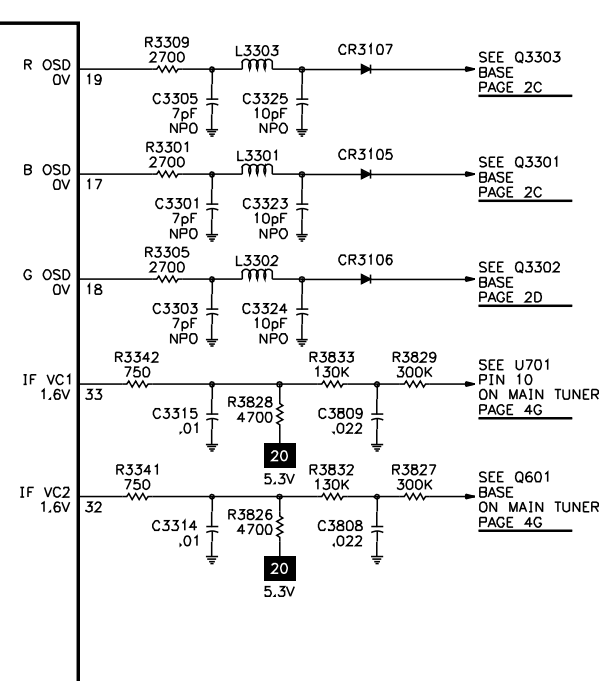 R OSD
0V
19
R3309
2700
C3305
7pF
NPO
L3303
C3325
10pF
NPO
CR3107
SEE Q3303
BASE
PAGE 2C
B OSD
0V
17
R3301
2700
C3301
7pF
NPO
L3301
C3323
10pF
NPO
CR3105
SEE Q3301
BASE
PAGE 2C
G OSD
0V
18
R3305
2700
C3303
7pF
NPO
L3302
C3324
10pF
NPO
CR3106
SEE Q3302
BASE
PAGE 2D
IF VC1
1.6V
33
R3342
750
C3315
.01
R3828
4700
20
5.3V
R3833
130K
C3809
.022
R3829
300K
SEE U701
PIN 10
ON MAIN TUNER
PAGE 4G
IF VC2
1.6V
32
R3341
750
C3314
.01
R3826
4700
20
5.3V
R3832
130K
C3808
.022
R3827
300K
SEE Q601
BASE
ON MAIN TUNER
PAGE 4G